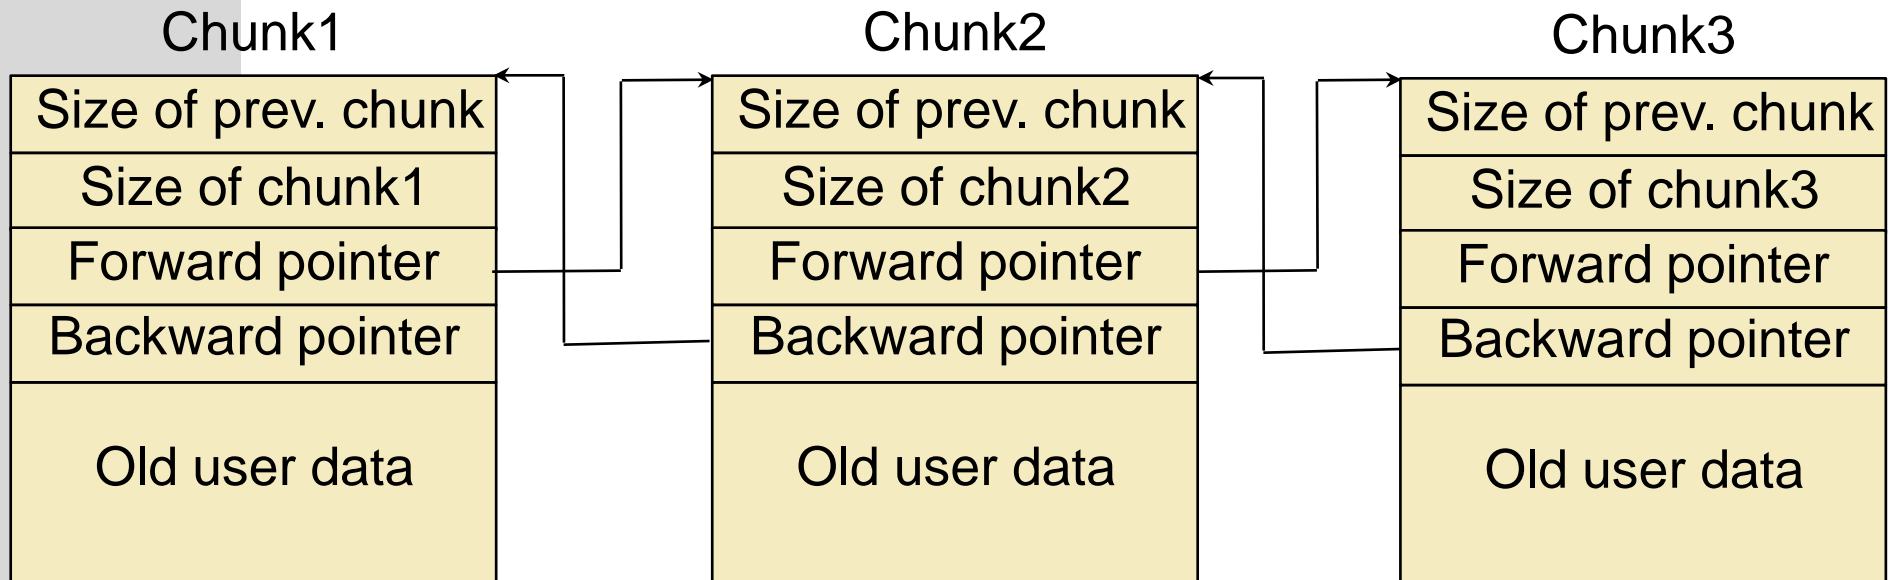 Chunk1
Size of prev. chunk
Size of chunk1
Forward pointer
Backward pointer
Old user data
Chunk2
Size of prev. chunk
Size of chunk2
Forward pointer
Backward pointer
Old user data
Chunk3
Size of prev. chunk
Size of chunk3
Forward pointer
Backward pointer
Old user data